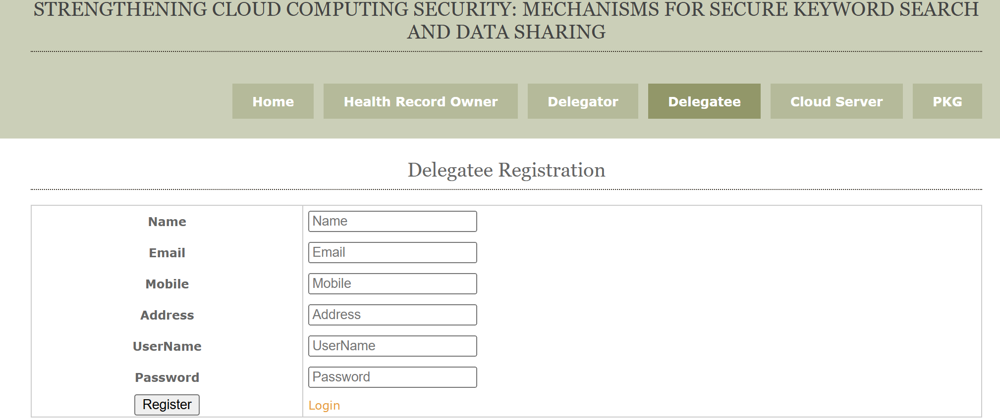 STRENGTHENING CLOUD COMPUTING SECURITY: MECHANISMS FOR SECURE KEYWORD SEARCH
AND DATA SHARING
Home Health Record Owner Delegator Delegatee Cloud Server PKG
Delegatee Registration
Name Name
Email Email
Mobile Mobile
Address Address
UserName UserName
Password Password
Register Login